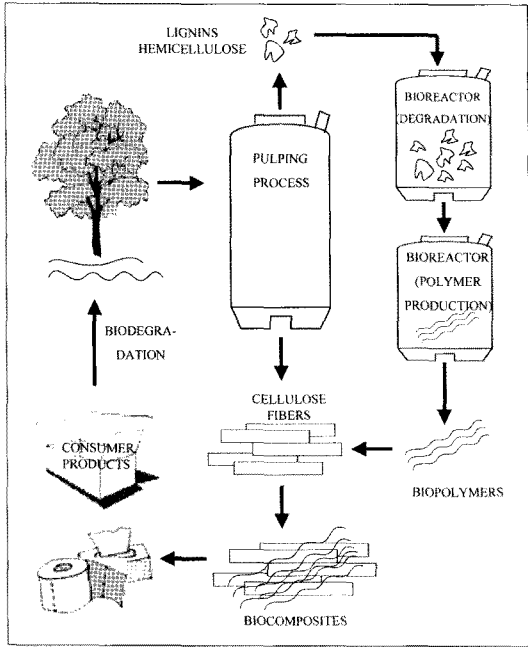 LIGNINS
HEMICELLULOSE
BIOREACTOR
(DEGRADATION)
PULPING
PROCESS
BIOREACTOR
(POLYMER
PRODUCTION)
BIODEGRA-
DATION
CELLULOSE
FIBERS
CONSUMER
PRODUCTS
BIOPOLYMERS
BIOCOMPOSITES